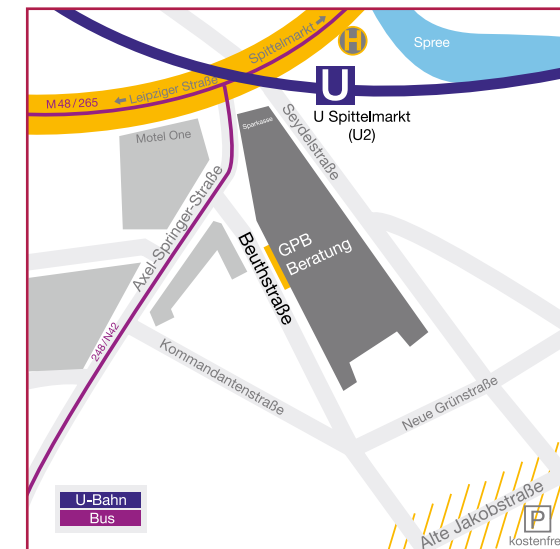 Spittelmarkt
H
Spree
Leipziger Straße
M48/265
U
U Spittelmarkt
(U2)
Sparkasse
Seydelstraße
Motel One
Axel-Springer-Straße
GPB
Beratung
Beuthstraße
248/N42
Kommandantenstraße
Neue Grünstraße
U-Bahn
Bus
Alte Jakobstraße
P
kostenfre